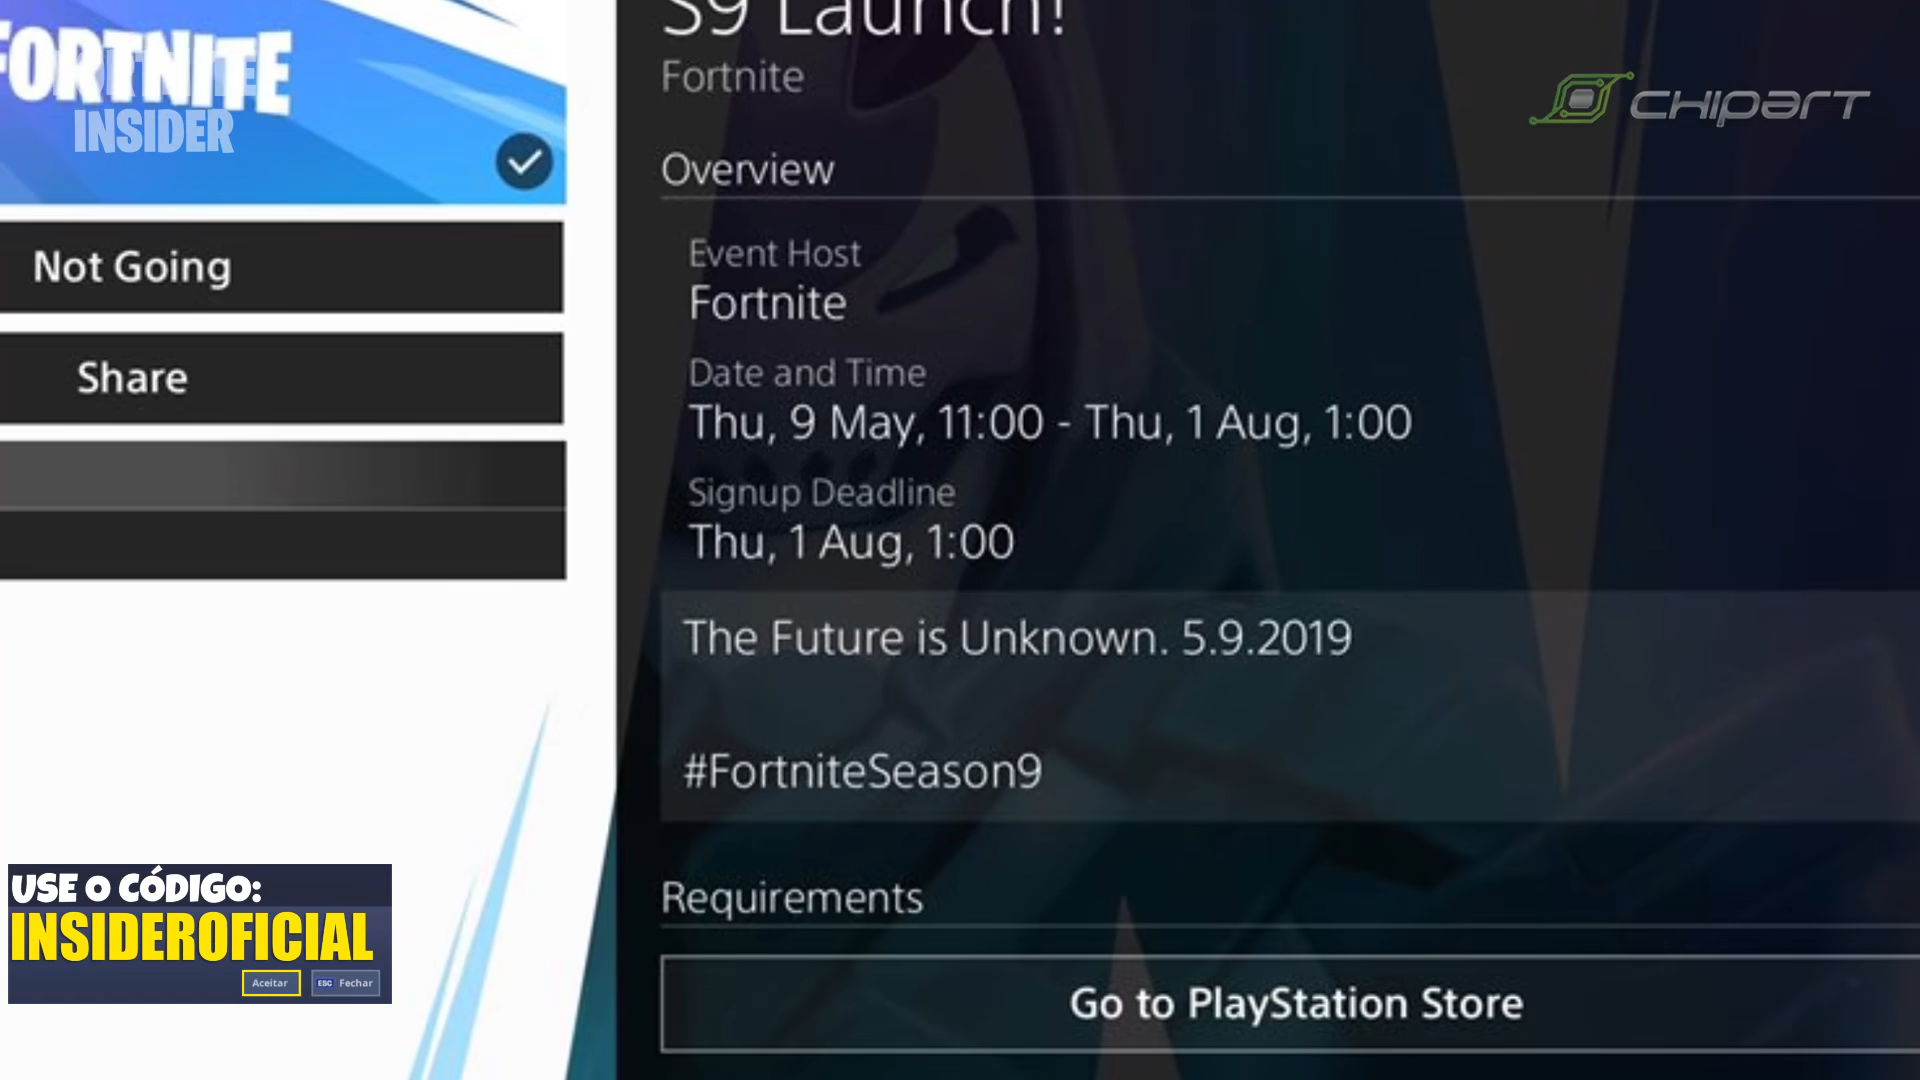 S9 Launch!
Fortnite
FORTNITE
INSIDER
CHIPART
Overview
Not Going
Share
Event Host
Fortnite
Date and Time
Thu, 9 May, 11:00 - Thu, 1 Aug, 1:00
Signup Deadline
Thu, 1 Aug, 1:00
The Future is Unknown. 5.9.2019
#FortniteSeason9
USE O CÓDIGO:
INSIDEROFICIAL
Aceitar
ESC Fechar
Requirements
Go to PlayStation Store